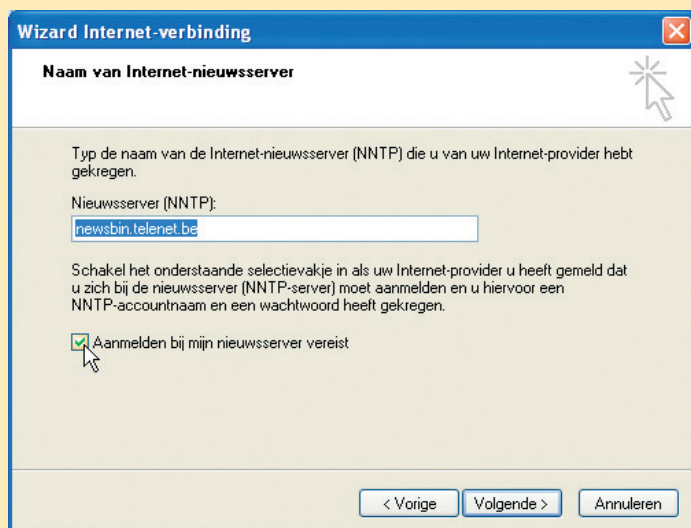 Wizard Internet-verbinding
Naam van Internet-nieuwsserver
Typ de naam van de Internet-nieuwsserver (NNTP) die u van uw Internet-provider hebt
gekregen.
Nieuwsserver (NNTP):
newsbin.telenet.be
Schakel het onderstaande selectievakje in als uw Internet-provider u heeft gemeld dat
u zich bij de nieuwsserver (NNTP-server) moet aanmelden en u hiervoor een
NNTP-accountnaam en een wachtwoord heeft gekregen.
Aanmelden bij mijn nieuwsserver vereist
< Vorige
Volgende >
Annuleren